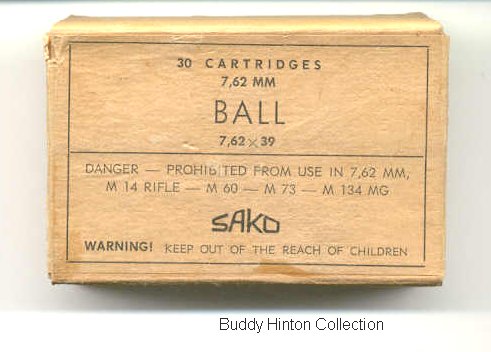 30 CARTRIDGES
7,62 MM
BALL
7,62 × 39
DANGER — PROHIBITED FROM USE IN 7,62 MM,
M 14 RIFLE — M 60 — M 73 — M 134 MG
SAKO
WARNING! KEEP OUT OF THE REACH OF CHILDREN
Buddy Hinton Collection